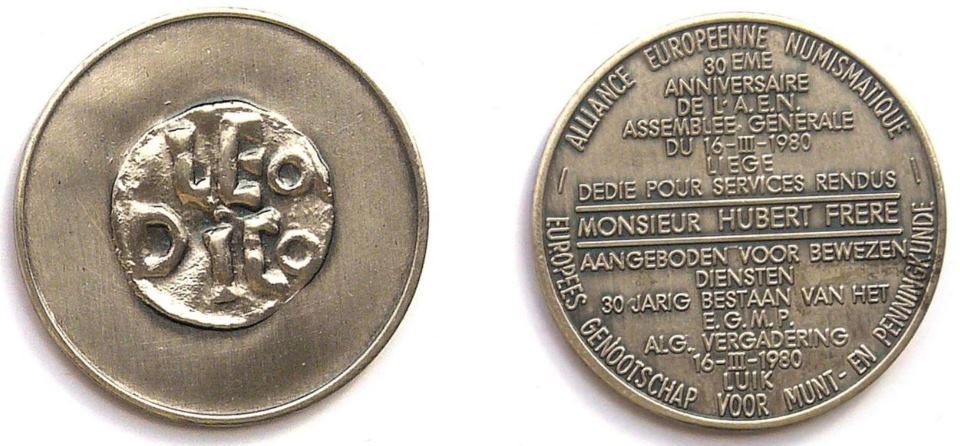 LEO
DICO
ALLIANCE EUROPEENNE NUMISMATIQUE
30 EME
ANNIVERSAIRE
DE L'A.E.N.
ASSEMBLEE GENERALE
DU 16-III-1980
LIEGE
DEDIE POUR SERVICES RENDUS
MONSIEUR HUBERT FRERE
AANGEBODEN VOOR BEWEZEN
DIENSTEN
30 JARIG BESTAAN VAN HET
E.G.M.P.
ALG. VERGADERING
16-III-1980
LUIK
EUROPEES GENOOTSCHAP VOOR MUNT- EN PENNINGKUNDE